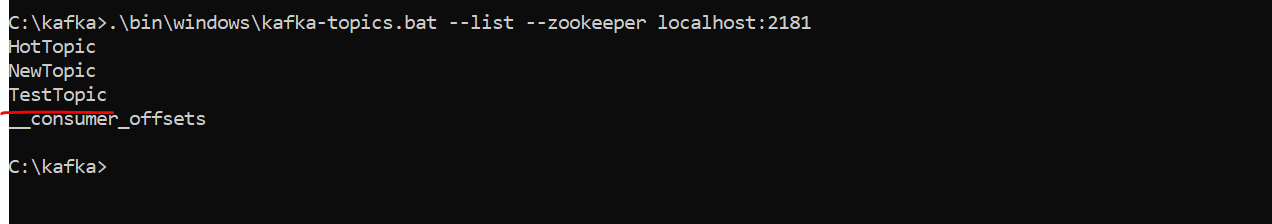 C:\kafka>.\bin\windows\kafka-topics.bat --list --zookeeper localhost:2181
HotTopic
NewTopic
TestTopic
__consumer_offsets
C:\kafka>